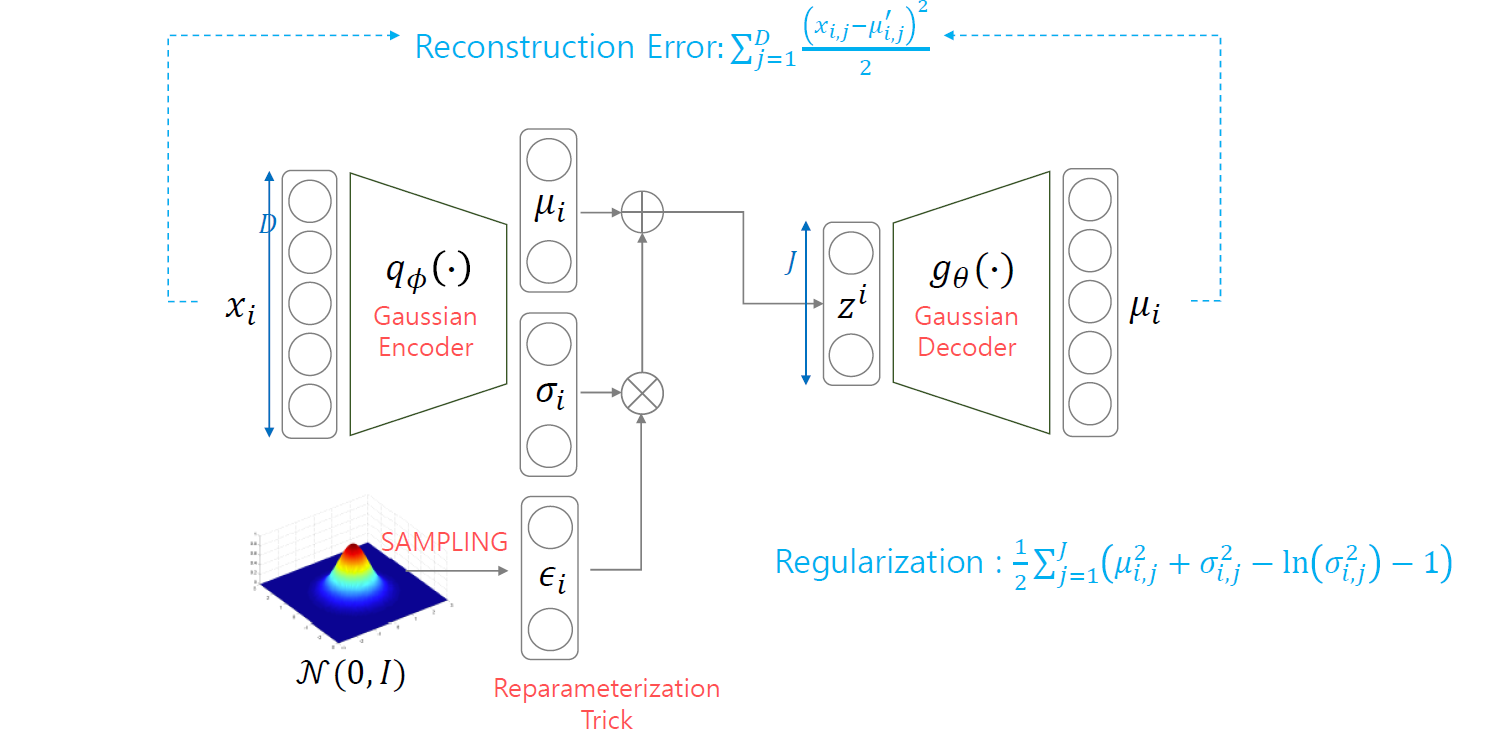 Reconstruction Error: ∑_{j=1}^{D} (x_{i,j}−μ′_{i,j})² / 2
D
x_i
q_ϕ(·)
Gaussian
Encoder
μ_i
σ_i
J
z^i
g_θ(·)
Gaussian
Decoder
μ_i
SAMPLING
ϵ_i
𝒩(0, I)
Reparameterization
Trick
Regularization : 1/2 ∑_{j=1}^{J} (μ²_{i,j} + σ²_{i,j} − ln(σ²_{i,j}) − 1)